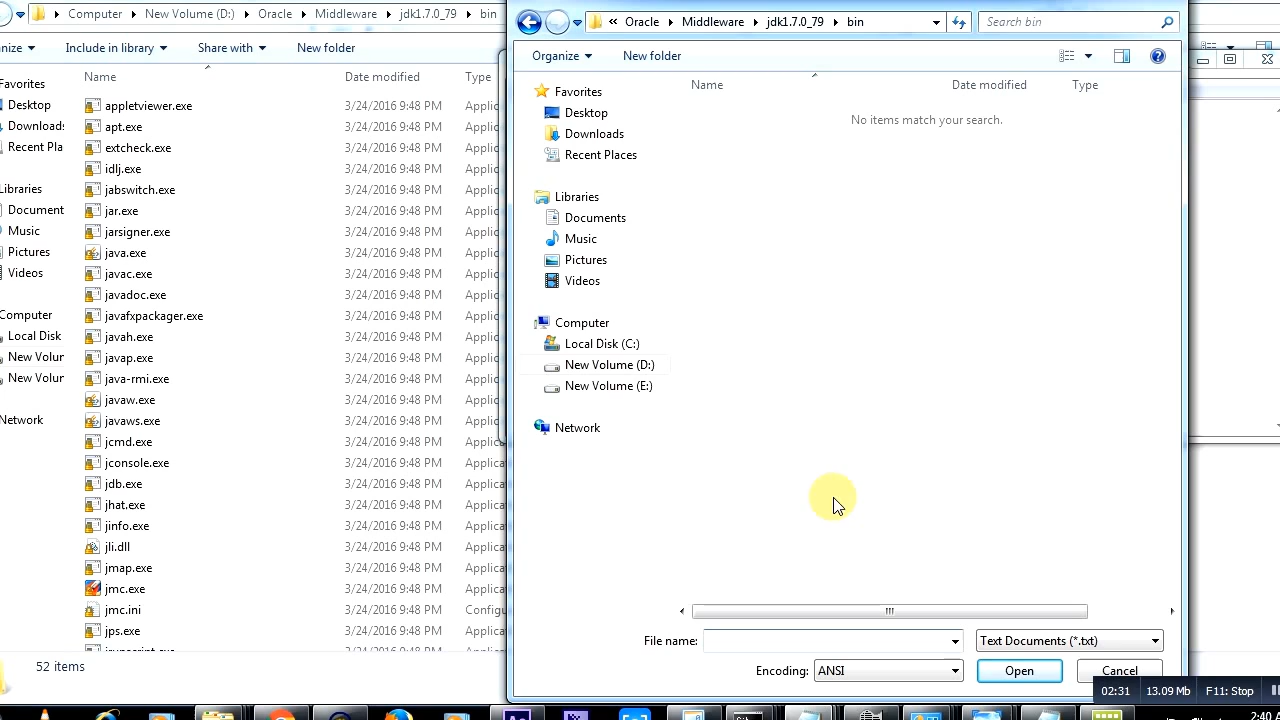 Computer New Volume (D:) Oracle Middleware jdk1.7.0_79 bin
nize Include in library Share with New folder
Favorites
Desktop
Downloads
Recent Pla
Libraries
Document
Music
Pictures
Videos
Computer
Local Disk
New Volur
New Volur
Network
Name Date modified Type
appletviewer.exe 3/24/2016 9:48 PM Applic
apt.exe 3/24/2016 9:48 PM Applic
extcheck.exe 3/24/2016 9:48 PM Applic
idlj.exe 3/24/2016 9:48 PM Applic
jabswitch.exe 3/24/2016 9:48 PM Applic
jar.exe 3/24/2016 9:48 PM Applic
jarsigner.exe 3/24/2016 9:48 PM Applic
java.exe 3/24/2016 9:48 PM Applic
javac.exe 3/24/2016 9:48 PM Applic
javadoc.exe 3/24/2016 9:48 PM Applic
javafxpackager.exe 3/24/2016 9:48 PM Applic
javah.exe 3/24/2016 9:48 PM Applic
javap.exe 3/24/2016 9:48 PM Applic
java-rmi.exe 3/24/2016 9:48 PM Applic
javaw.exe 3/24/2016 9:48 PM Applic
javaws.exe 3/24/2016 9:48 PM Applica
jcmd.exe 3/24/2016 9:48 PM Applica
jconsole.exe 3/24/2016 9:48 PM Applica
jdb.exe 3/24/2016 9:48 PM Applica
jhat.exe 3/24/2016 9:48 PM Applica
jinfo.exe 3/24/2016 9:48 PM Applica
jli.dll 3/24/2016 9:48 PM Applica
jmap.exe 3/24/2016 9:48 PM Applica
jmc.exe 3/24/2016 9:48 PM Applica
jmc.ini 3/24/2016 9:48 PM Configu
jps.exe 3/24/2016 9:48 PM Applica
52 items
« Oracle Middleware jdk1.7.0_79 bin Search bin
Organize New folder
Favorites
Desktop
Downloads
Recent Places
Libraries
Documents
Music
Pictures
Videos
Computer
Local Disk (C:)
New Volume (D:)
New Volume (E:)
Network
Name Date modified Type
No items match your search.
File name: Text Documents (*.txt)
Encoding: ANSI Open Cancel
02:31 13.09 Mb F11: Stop
2:40